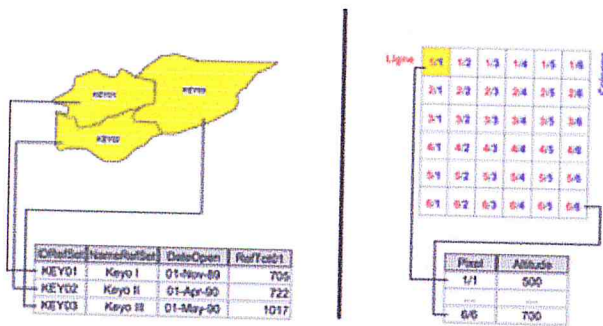 KEY01
KEY03
KEY02
IDRefSet NameRefSet DateOpen RefTot01
KEY01 Keyo I 01-Nov-89 705
KEY02 Keyo II 01-Apr-90 722
KEY03 Keyo III 01-May-90 1017
Ligne
1/1 1/2 1/3 1/4 1/5 1/6
2/1 2/2 2/3 2/4 2/5 2/6
3/1 3/2 3/3 3/4 3/5 3/6
4/1 4/2 4/3 4/4 4/5 4/6
5/1 5/2 5/3 5/4 5/5 5/6
6/1 6/2 6/3 6/4 6/5 6/6
Pixel Altitude
1/1 500
.... ....
6/6 700